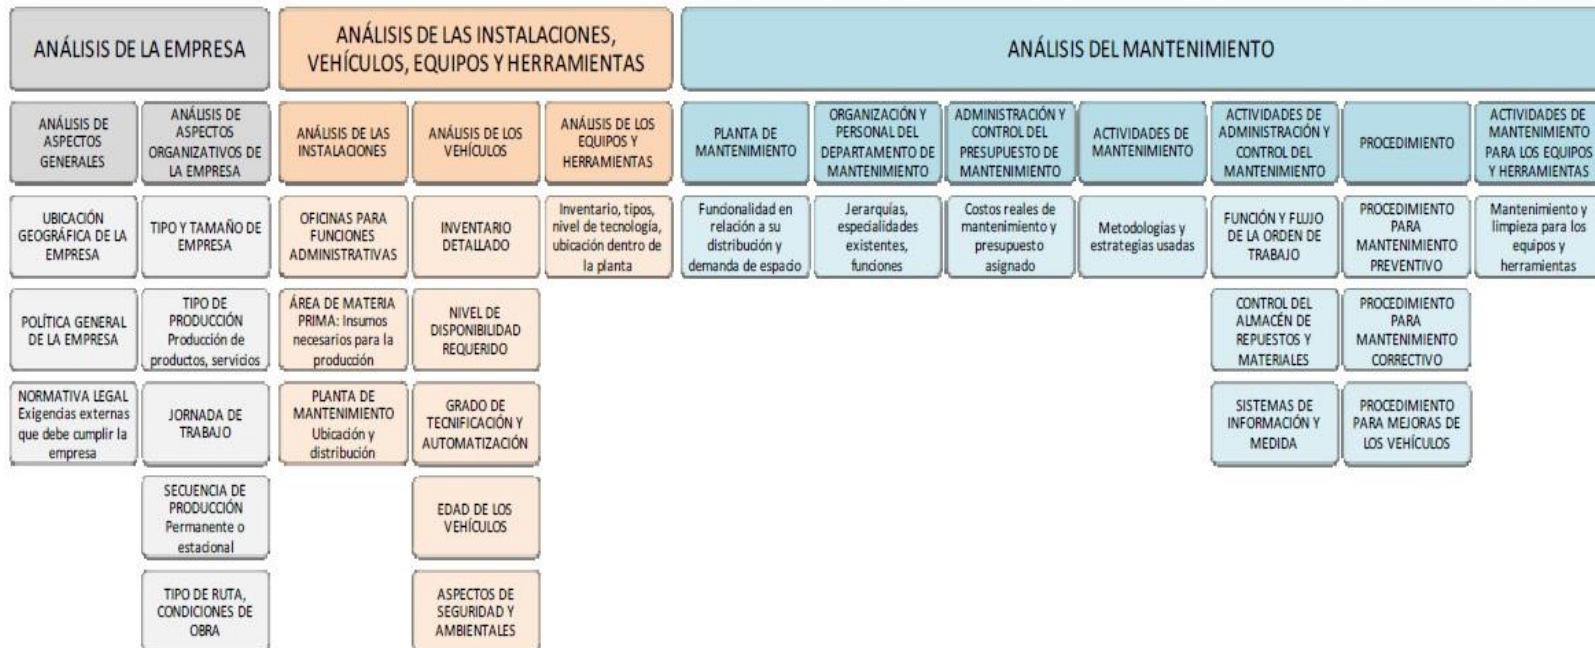 ANÁLISIS DE LA EMPRESA
ANÁLISIS DE LAS INSTALACIONES,
VEHÍCULOS, EQUIPOS Y HERRAMIENTAS
ANÁLISIS DEL MANTENIMIENTO
ANÁLISIS DE
ASPECTOS
GENERALES
ANÁLISIS DE
ASPECTOS
ORGANIZATIVOS DE
LA EMPRESA
ANÁLISIS DE LAS
INSTALACIONES
ANÁLISIS DE LOS
VEHÍCULOS
ANÁLISIS DE LOS
EQUIPOS Y
HERRAMIENTAS
PLANTA DE
MANTENIMIENTO
ORGANIZACIÓN Y
PERSONAL DEL
DEPARTAMENTO DE
MANTENIMIENTO
ADMINISTRACIÓN Y
CONTROL DEL
PRESUPUESTO DE
MANTENIMIENTO
ACTIVIDADES DE
MANTENIMIENTO
ACTIVIDADES DE
ADMINISTRACIÓN Y
CONTROL DEL
MANTENIMIENTO
PROCEDIMIENTO
ACTIVIDADES DE
MANTENIMIENTO
PARA LOS EQUIPOS
Y HERRAMIENTAS
UBICACIÓN
GEOGRÁFICA DE LA
EMPRESA
TIPO Y TAMAÑO DE
EMPRESA
OFICINAS PARA
FUNCIONES
ADMINISTRATIVAS
INVENTARIO
DETALLADO
Inventario, tipos,
nivel de tecnología,
ubicación dentro de
la planta
Funcionalidad en
relación a su
distribución y
demanda de espacio
Jerarquías,
especialidades
existentes,
funciones
Costos reales de
mantenimiento y
presupuesto
asignado
Metodologías y
estrategias usadas
FUNCIÓN Y FLUJO
DE LA ORDEN DE
TRABAJO
PROCEDIMIENTO
PARA
MANTENIMIENTO
PREVENTIVO
Mantenimiento y
limpieza para los
equipos y
herramientas
POLÍTICA GENERAL
DE LA EMPRESA
TIPO DE
PRODUCCIÓN
Producción de
productos, servicios
ÁREA DE MATERIA
PRIMA: Insumos
necesarios para la
producción
NIVEL DE
DISPONIBILIDAD
REQUERIDO
CONTROL DEL
ALMACÉN DE
REPUESTOS Y
MATERIALES
PROCEDIMIENTO
PARA
MANTENIMIENTO
CORRECTIVO
NORMATIVA LEGAL
Exigencias externas
que debe cumplir la
empresa
JORNADA DE
TRABAJO
PLANTA DE
MANTENIMIENTO
Ubicación y
distribución
GRADO DE
TECNIFICACIÓN Y
AUTOMATIZACIÓN
SISTEMAS DE
INFORMACIÓN Y
MEDIDA
PROCEDIMIENTO
PARA MEJORAS DE
LOS VEHÍCULOS
SECUENCIA DE
PRODUCCIÓN
Permanente o
estacional
EDAD DE LOS
VEHÍCULOS
TIPO DE RUTA,
CONDICIONES DE
OBRA
ASPECTOS DE
SEGURIDAD Y
AMBIENTALES